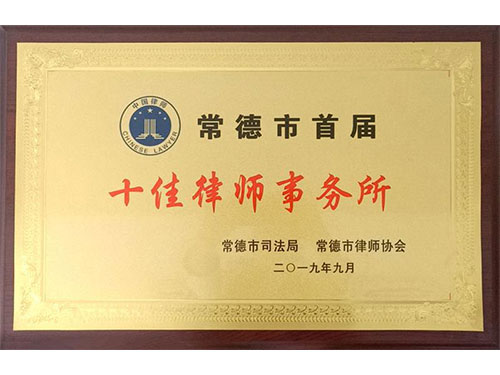 中国律师
CHINESE LAWYER
常德市首届
十佳律师事务所
常德市司法局 常德市律师协会
二〇一九年九月